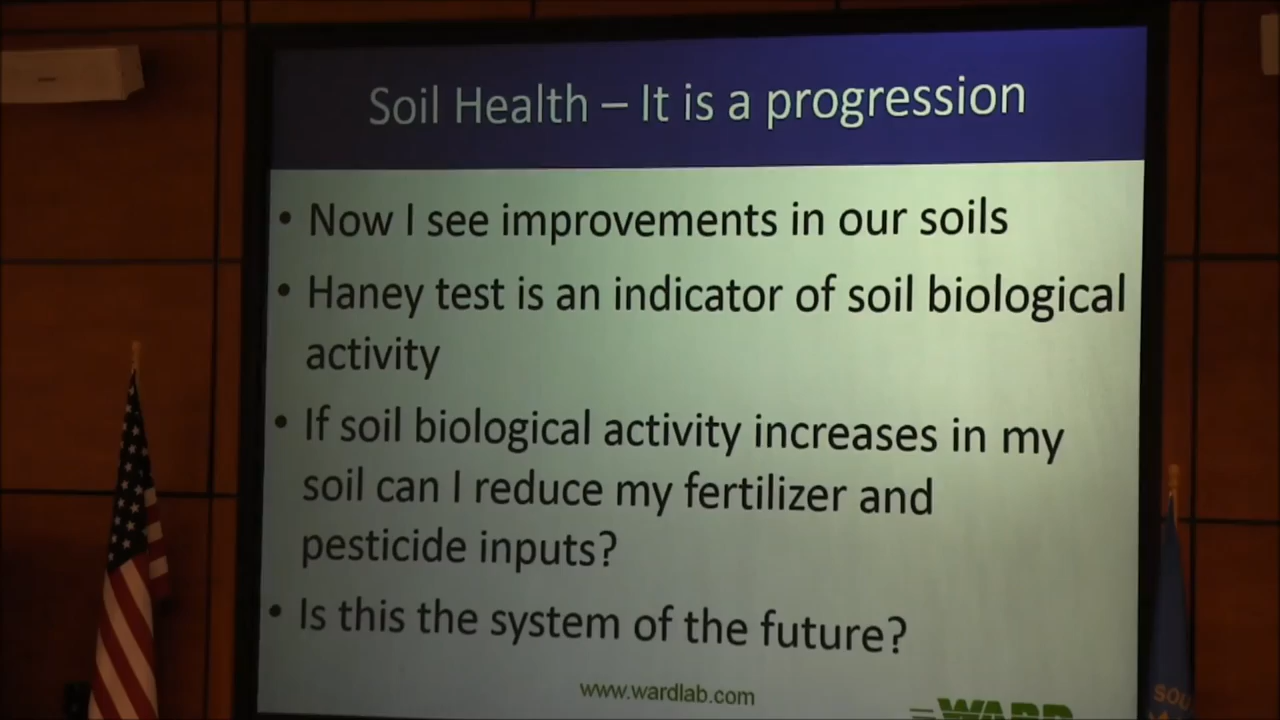 Soil Health – It is a progression
• Now I see improvements in our soils
• Haney test is an indicator of soil biological
activity
• If soil biological activity increases in my
soil can I reduce my fertilizer and
pesticide inputs?
• Is this the system of the future?
www.wardlab.com
WARD
SOU